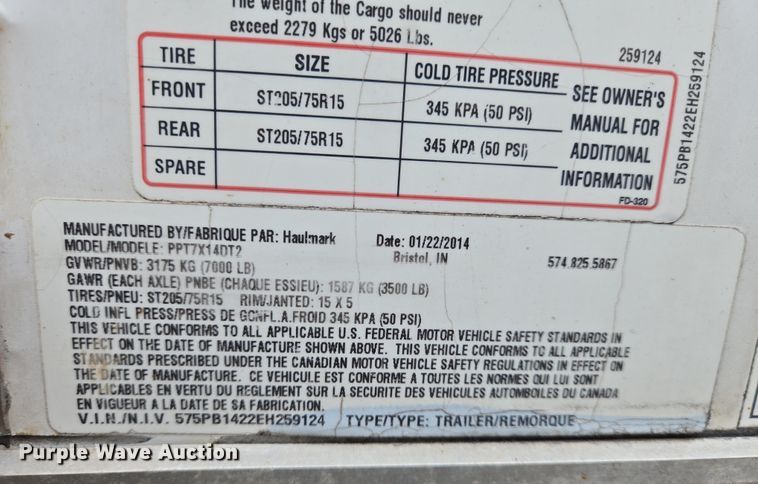 The weight of the Cargo should never
exceed 2279 Kgs or 5026 Lbs.
259124
TIRE SIZE COLD TIRE PRESSURE SEE OWNER'S MANUAL FOR ADDITIONAL INFORMATION
FRONT ST205/75R15 345 KPA (50 PSI)
REAR ST205/75R15 345 KPA (50 PSI)
SPARE
FD-320
575PB1422EH259124
MANUFACTURED BY/FABRIQUE PAR: Haulmark Date: 01/22/2014
MODEL/MODELE: PPT7X14DT2 Bristol, IN 574.825.5867
GVWR/PNVB: 3175 KG (7000 LB)
GAWR (EACH AXLE) PNBE (CHAQUE ESSIEU): 1587 KG (3500 LB)
TIRES/PNEU: ST205/75R15 RIM/JANTED: 15 X 5
COLD INFL PRESS/PRESS DE GONFL.A.FROID 345 KPA (50 PSI)
THIS VEHICLE CONFORMS TO ALL APPLICABLE U.S. FEDERAL MOTOR VEHICLE SAFETY STANDARDS IN
EFFECT ON THE DATE OF MANUFACTURE SHOWN ABOVE. THIS VEHICLE CONFORMS TO ALL APPLICABLE
STANDARDS PRESCRIBED UNDER THE CANADIAN MOTOR VEHICLE SAFETY REGULATIONS IN EFFECT ON
THE DATE OF MANUFACTURE. CE VEHICULE EST CONFORME A TOUTES LES NORMES QUI LUI SONT
APPLICABLES EN VERTU DU REGLEMENT SUR LA SECURITE DES VEHICULES AUTOMOBILES DU CANADA
EN VIGUEUR A LA DATE DE SA FABRICATION.
V.I.N./N.I.V. 575PB1422EH259124 TYPE/TYPE: TRAILER/REMORQUE
Purple Wave Auction